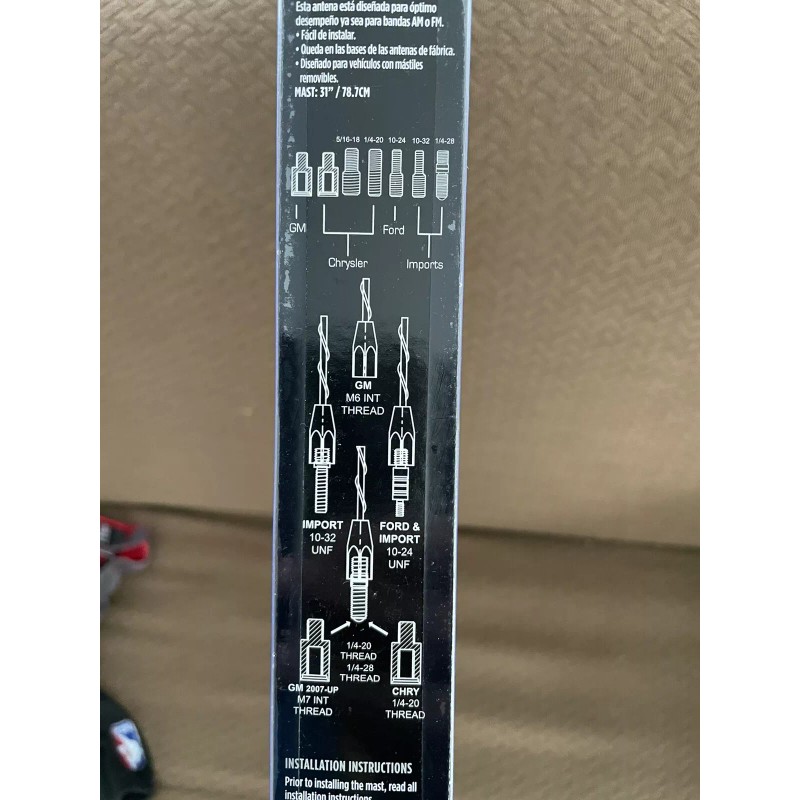 Esta antena está diseñada para óptimo
desempeño ya sea para bandas AM o FM.
• Fácil de instalar.
• Queda en las bases de las antenas de fábrica.
• Diseñado para vehículos con mástiles
removibles.
MAST: 31” / 78.7CM
5/16-18 1/4-20 10-24 10-32 1/4-28
GM Ford
Chrysler Imports
GM
M6 INT
THREAD
IMPORT
10-32
UNF
FORD &
IMPORT
10-24
UNF
1/4-20
THREAD
1/4-28
THREAD
GM 2007-UP
M7 INT
THREAD
CHRY
1/4-20
THREAD
INSTALLATION INSTRUCTIONS
Prior to installing the mast, read all
installation instructions